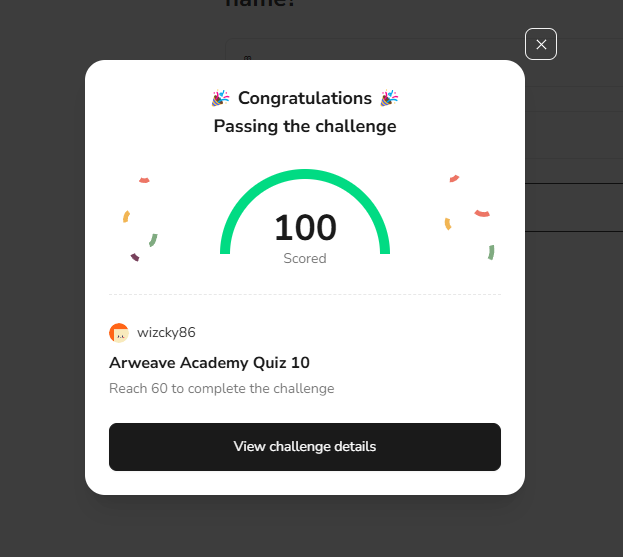 name?
Congratulations
Passing the challenge
100
Scored
wizcky86
Arweave Academy Quiz 10
Reach 60 to complete the challenge
View challenge details